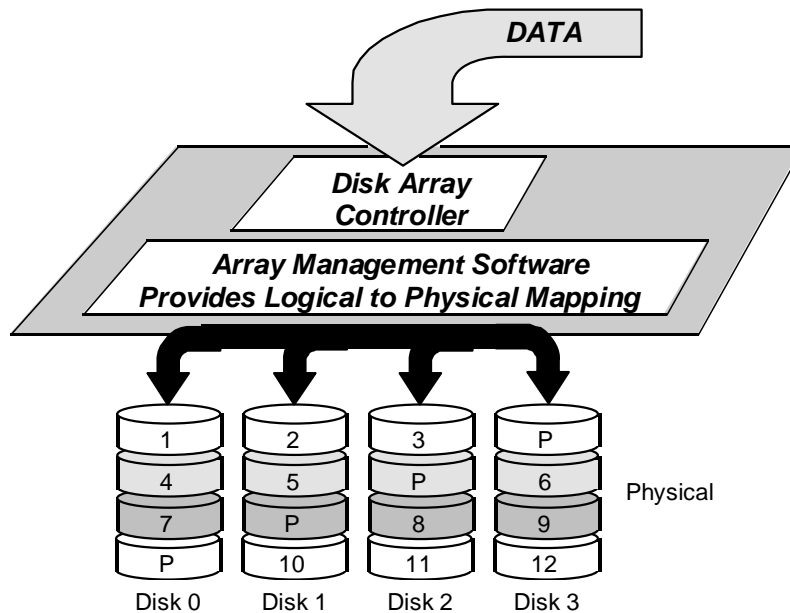 DATA
Disk Array
Controller
Array Management Software
Provides Logical to Physical Mapping
1 2 3 P
4 5 P 6
Physical
7 P 8 9
P 10 11 12
Disk 0 Disk 1 Disk 2 Disk 3